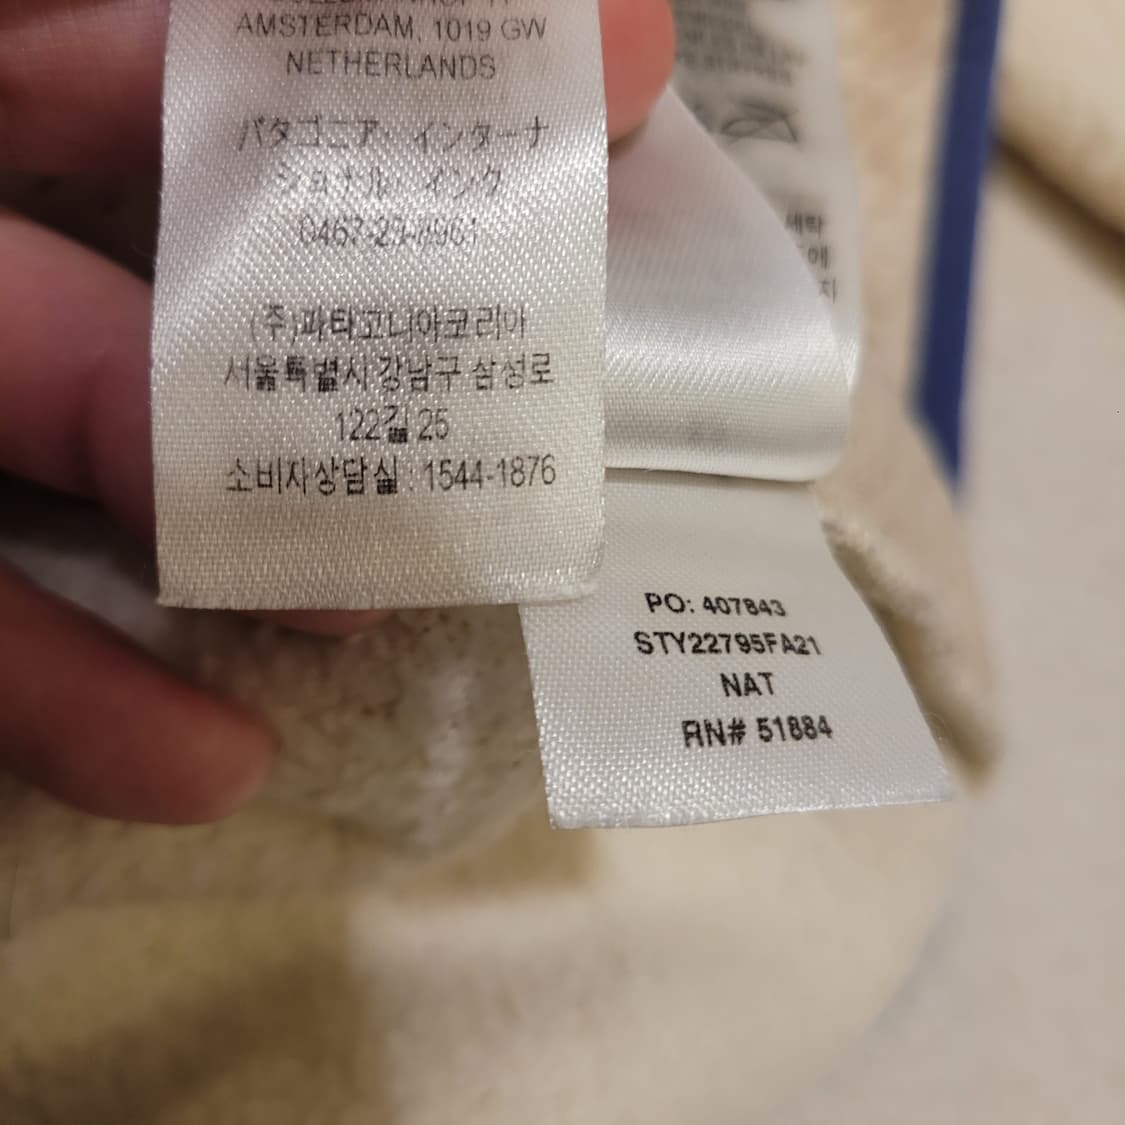 AMSTERDAM, 1019 GW
NETHERLANDS
パタゴニア インターナ
ショナル インク
(주)파타고니아코리아
서울특별시 강남구 삼성로
122길 25
소비자상담실 : 1544-1876
세탁
PO: 407843
STY22795FA21
NAT
RN# 51884